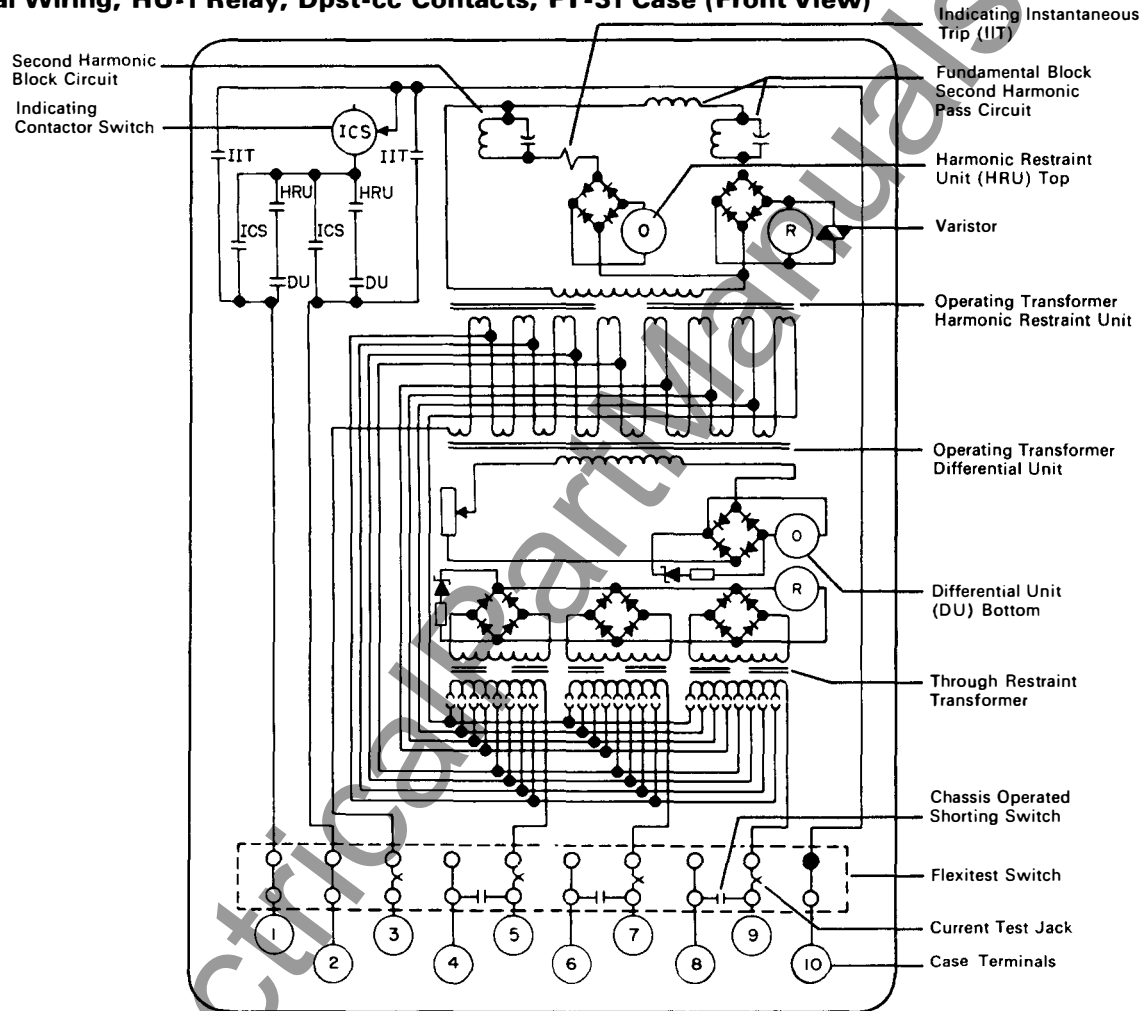 al Wiring, HU-1 Relay, Dpst-cc Contacts, FT-31 Case (Front View)
Indicating Instantaneous
Trip (IIT)
Second Harmonic
Block Circuit
Fundamental Block
Second Harmonic
Pass Circuit
Indicating
Contactor Switch
ICS
IIT
IIT
Harmonic Restraint
Unit (HRU) Top
HRU
HRU
ICS
ICS
O
R
Varistor
DU
DU
Operating Transformer
Harmonic Restraint Unit
Operating Transformer
Differential Unit
O
R
Differential Unit
(DU) Bottom
Through Restraint
Transformer
Chassis Operated
Shorting Switch
Flexitest Switch
Current Test Jack
1
3
5
7
9
2
4
6
8
10
Case Terminals
ctricalPartManuals